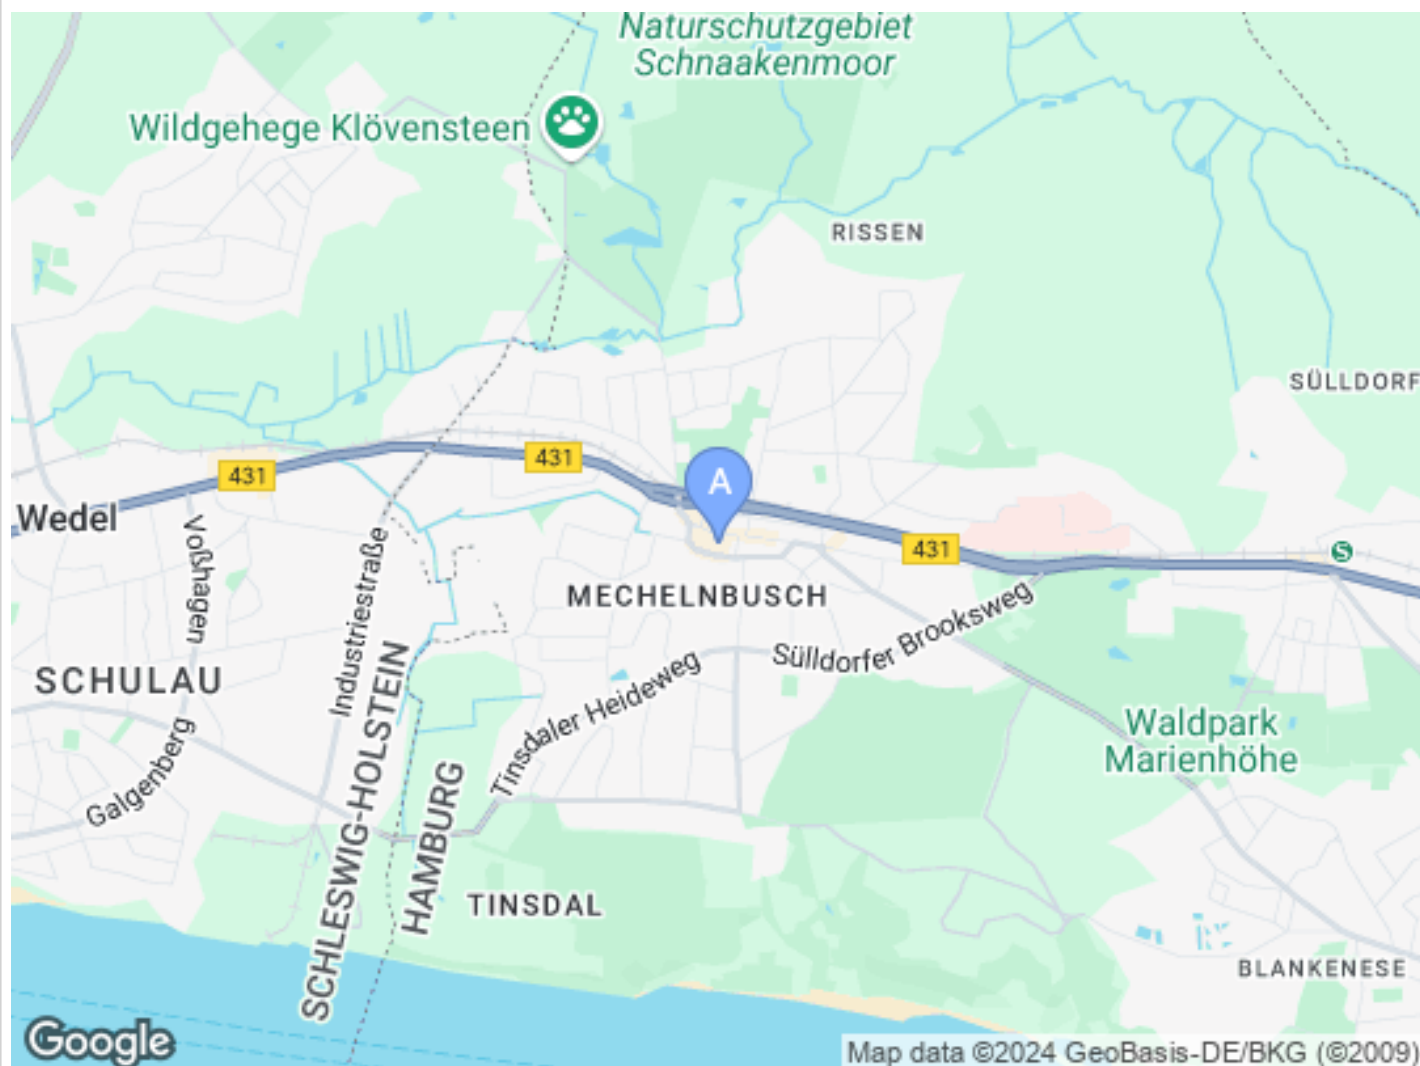 Naturschutzgebiet
Schnaakenmoor
Wildgehege Klövensteen
RISSEN
SÜLLDORF
431
431
A
Wedel
431
S
Voßhagen
Industriestraße
MECHELNBUSCH
Sülldorfer Brooksweg
SCHULAU
Tinsdaler Heideweg
Waldpark
Marienhöhe
Galgenberg
SCHLESWIG-HOLSTEIN
HAMBURG
TINSDAL
BLANKENESE
Google
Map data ©2024 GeoBasis-DE/BKG (©2009)